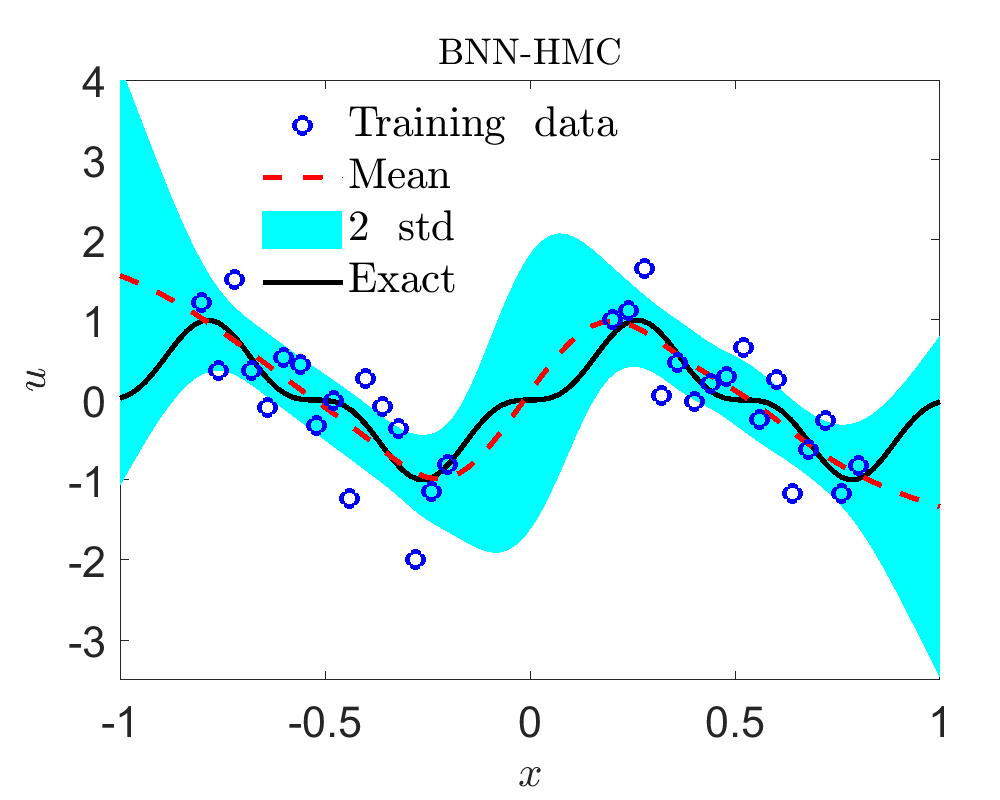 BNN-HMC
4
3
2
1
0
-1
-2
-3
u
Training data
Mean
2 std
Exact
-1
-0.5
0
0.5
1
x